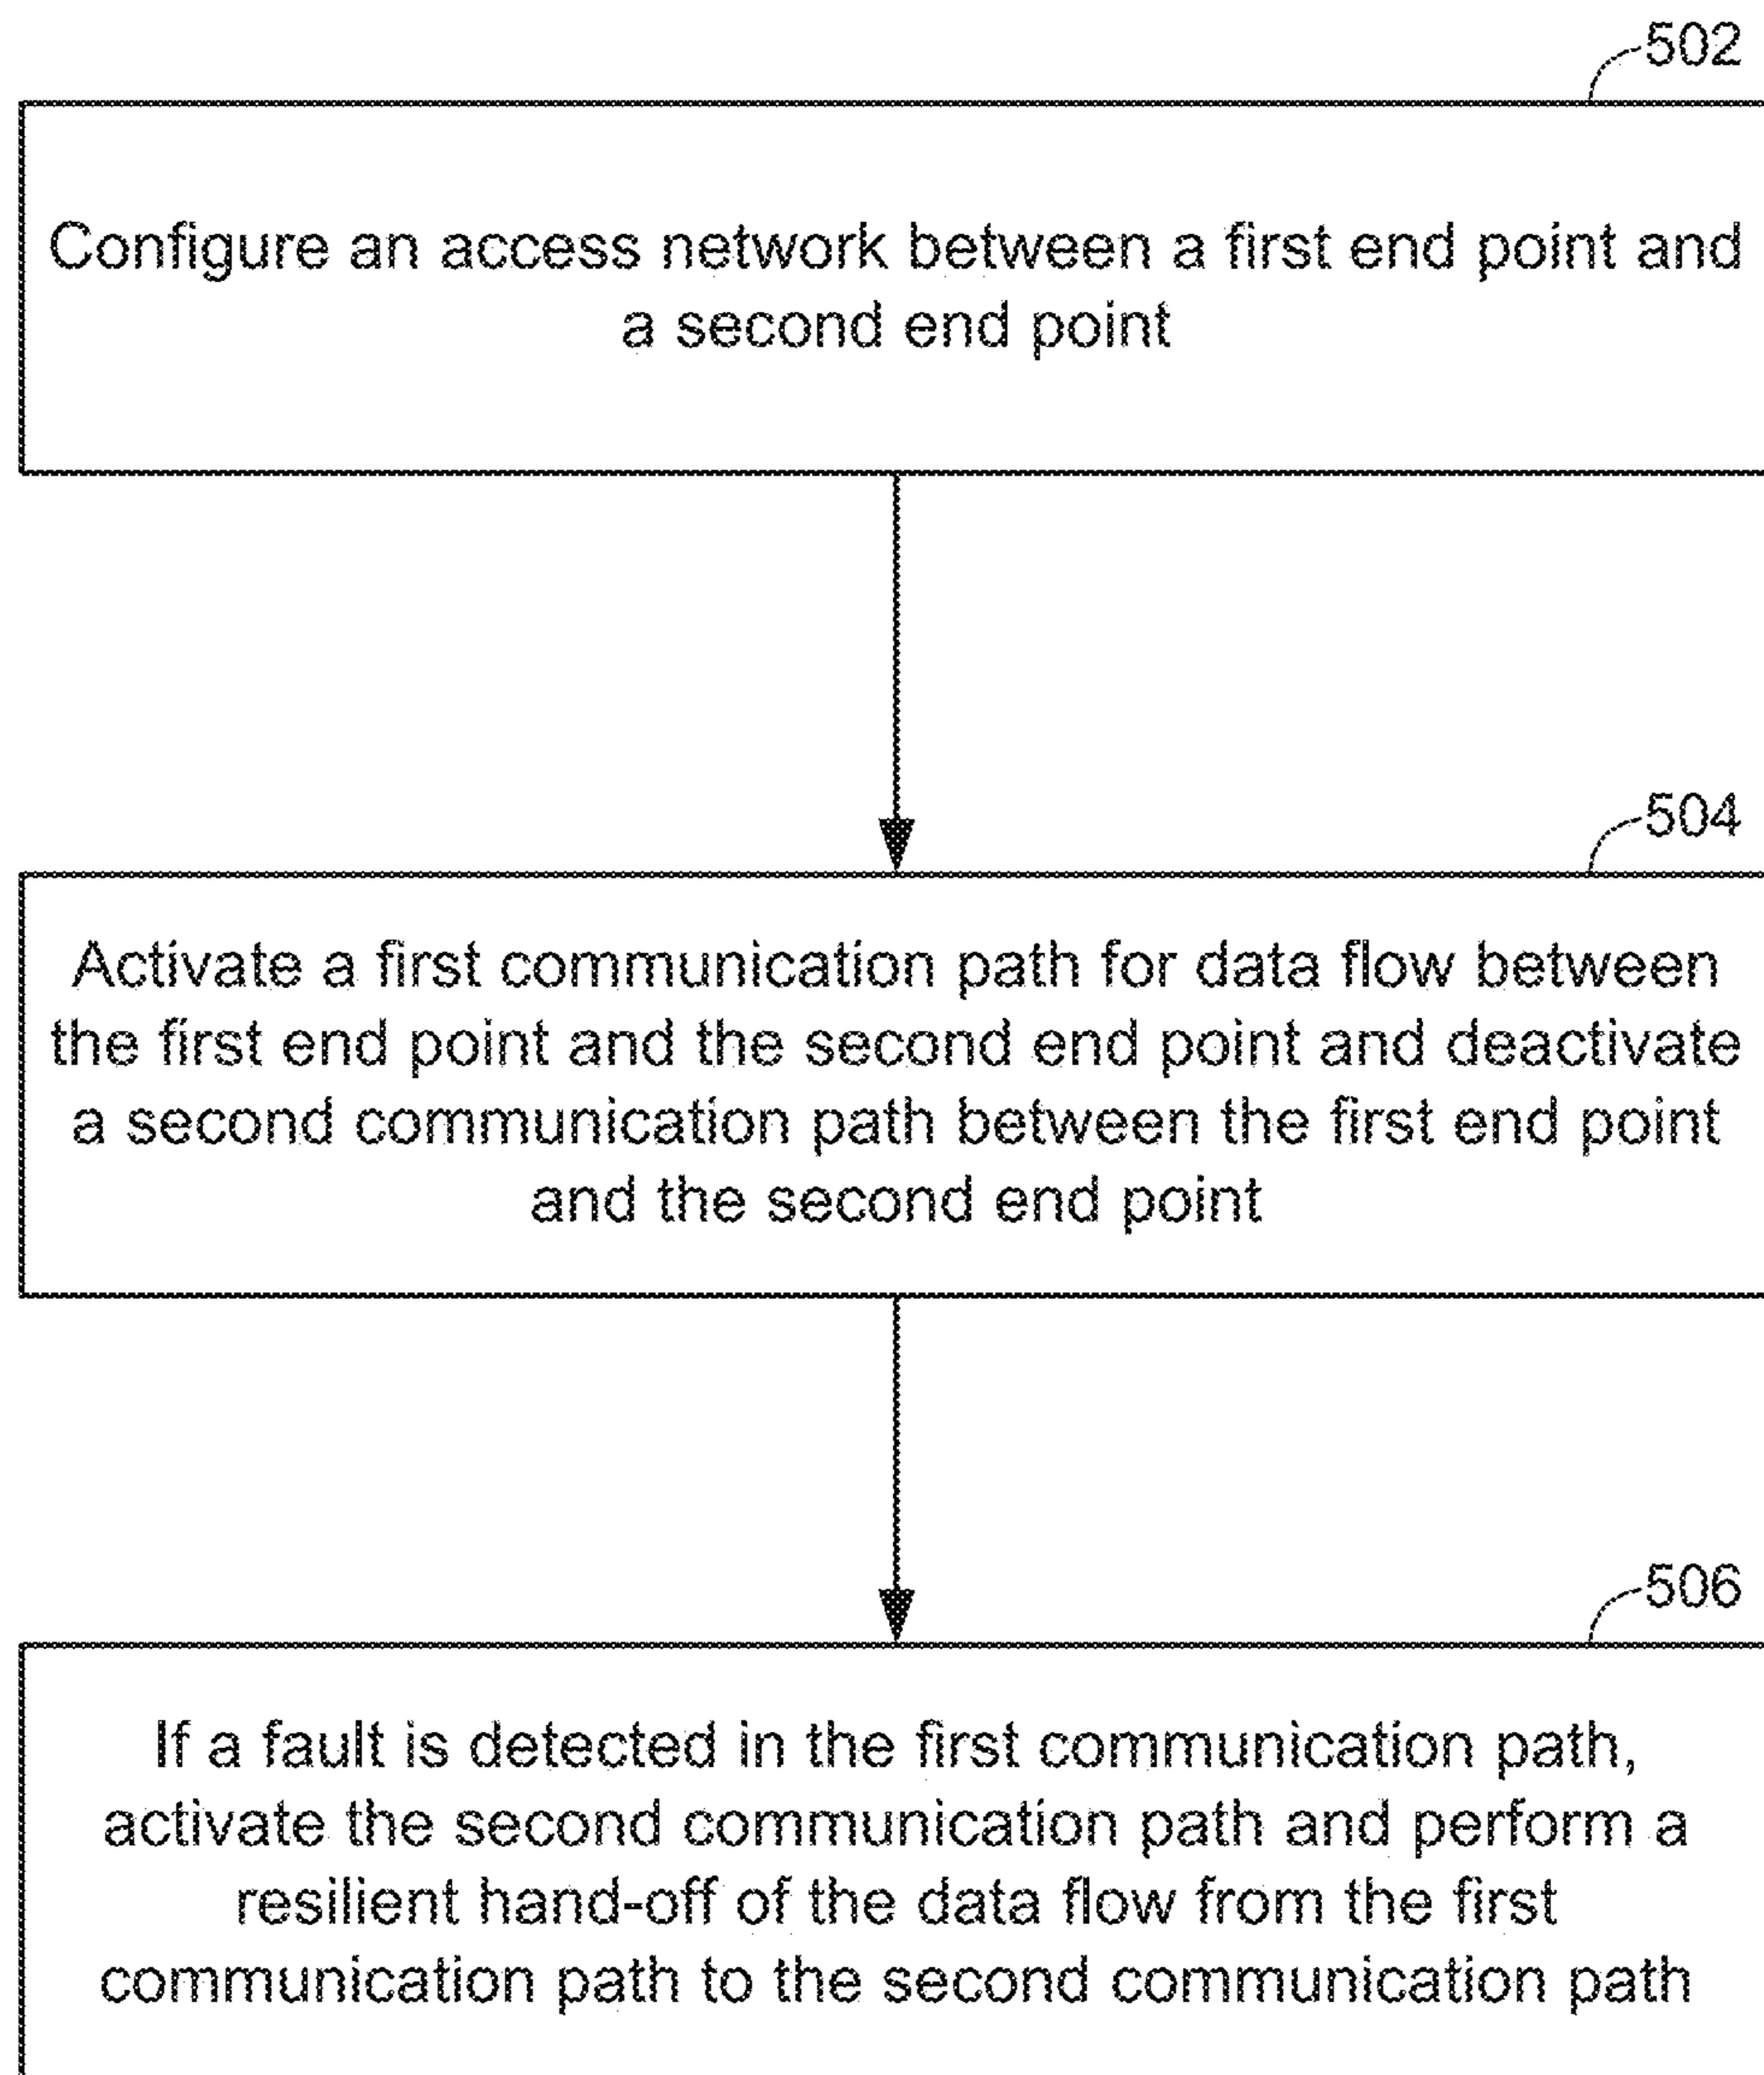 502
Configure an access network between a first end point and
a second end point
504
Activate a first communication path for data flow between
the first end point and the second end point and deactivate
a second communication path between the first end point
and the second end point
506
If a fault is detected in the first communication path,
activate the second communication path and perform a
resilient hand-off of the data flow from the first
communication path to the second communication path